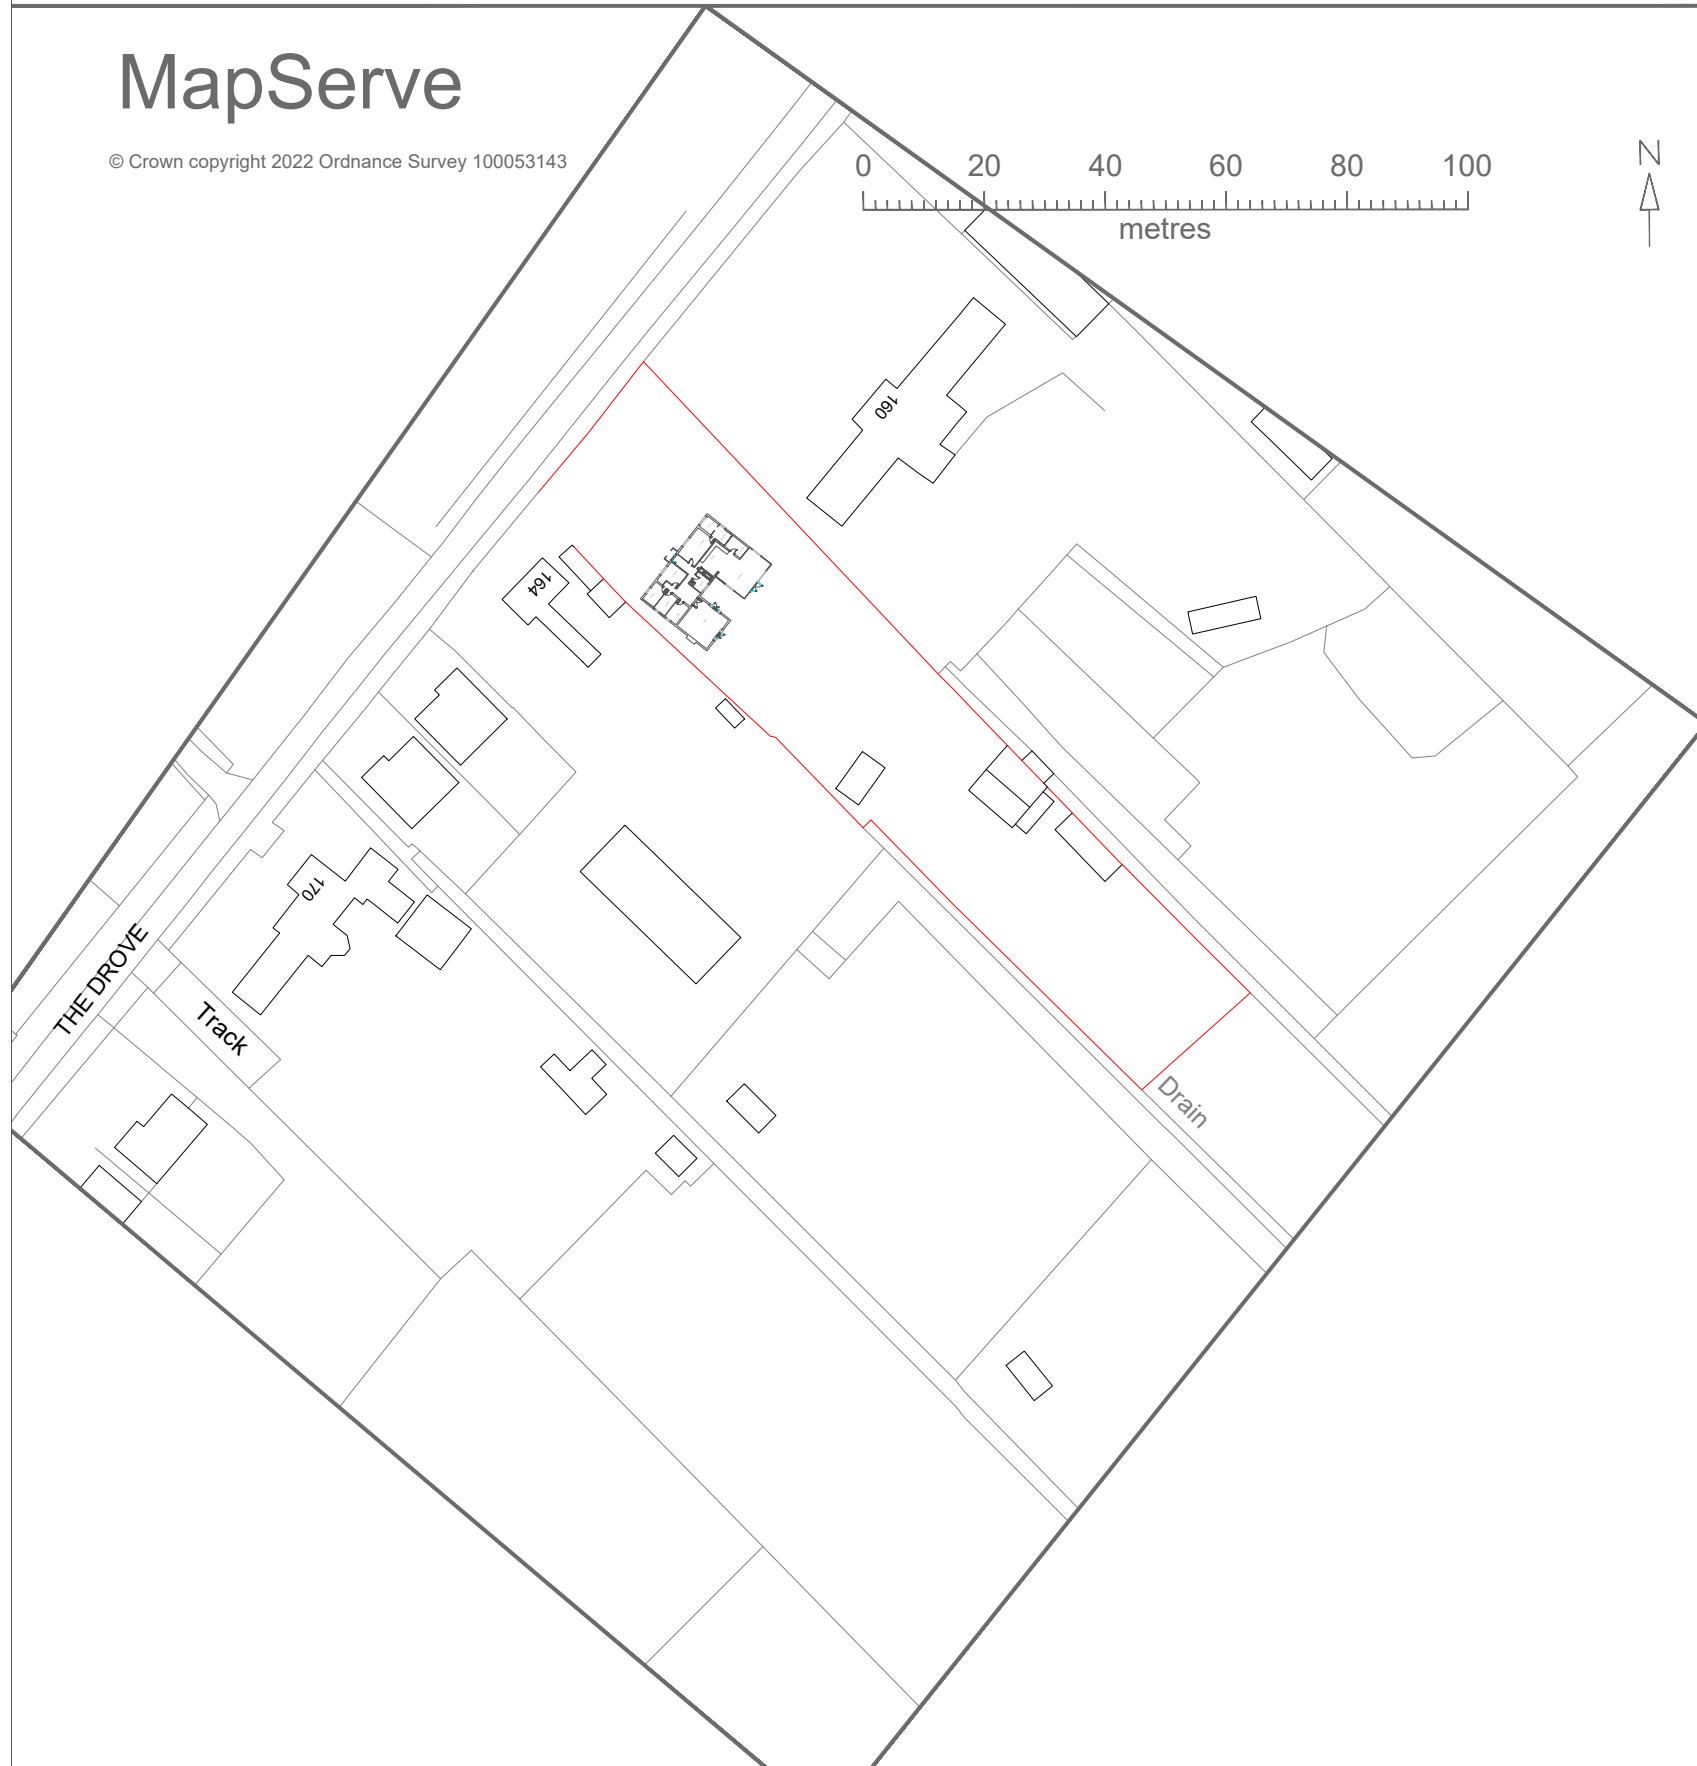 MapServe
© Crown copyright 2022 Ordnance Survey 100053143
0 20 40 60 80 100
metres
N
160
164
170
THE DROVE
Track
Drain